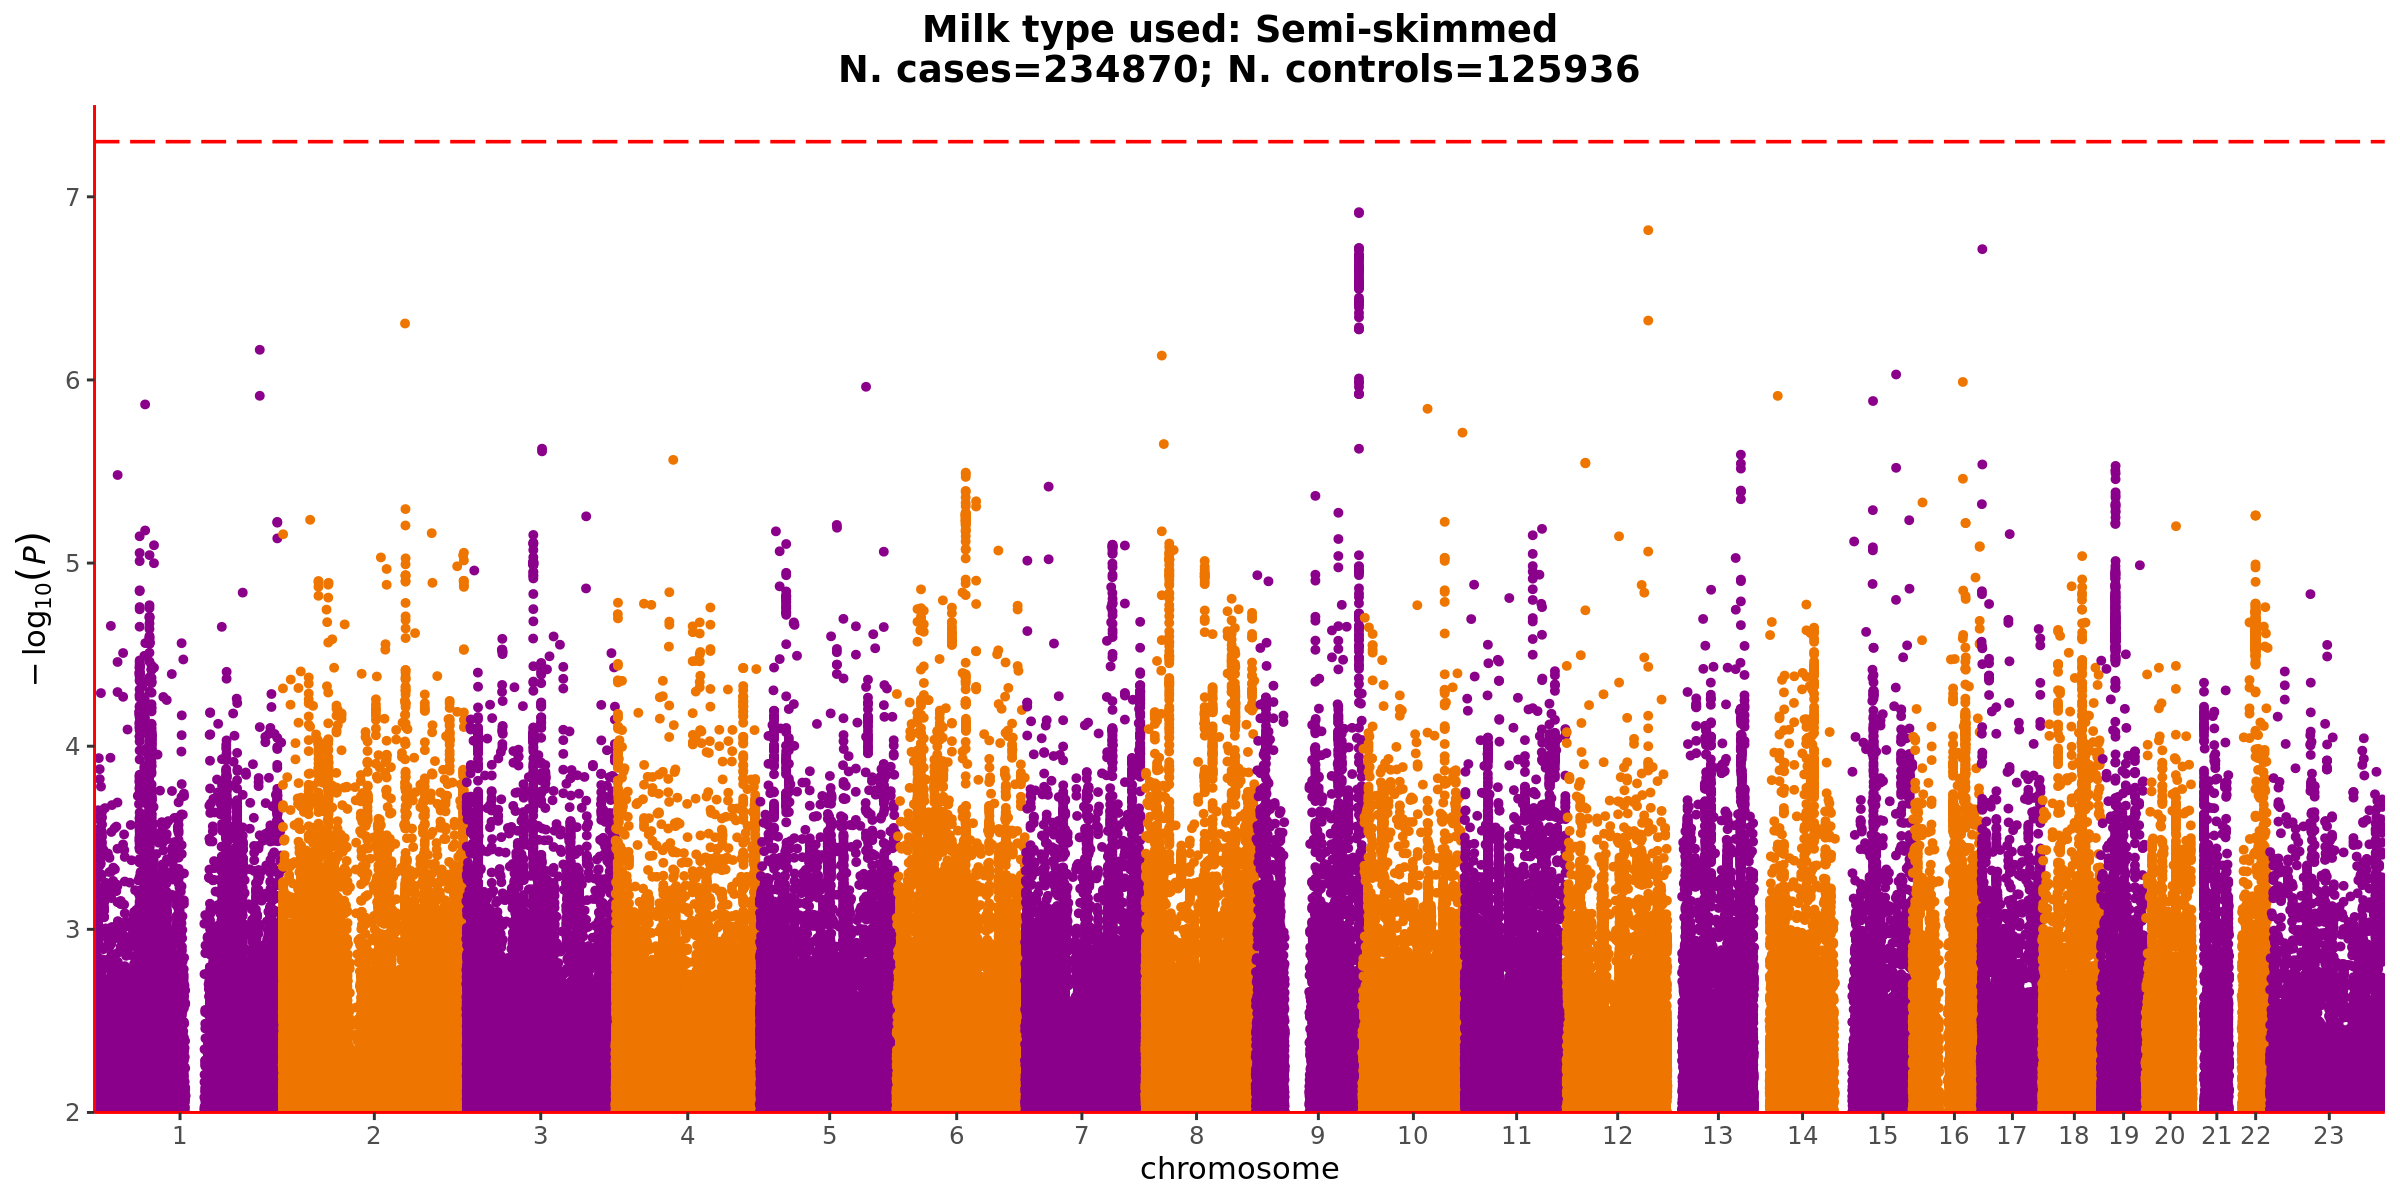 Milk type used: Semi-skimmed
N. cases=234870; N. controls=125936
−log10(P)
7
6
5
4
3
2
1 2 3 4 5 6 7 8 9 10 11 12 13 14 15 16 17 18 19 20 21 22 23
chromosome